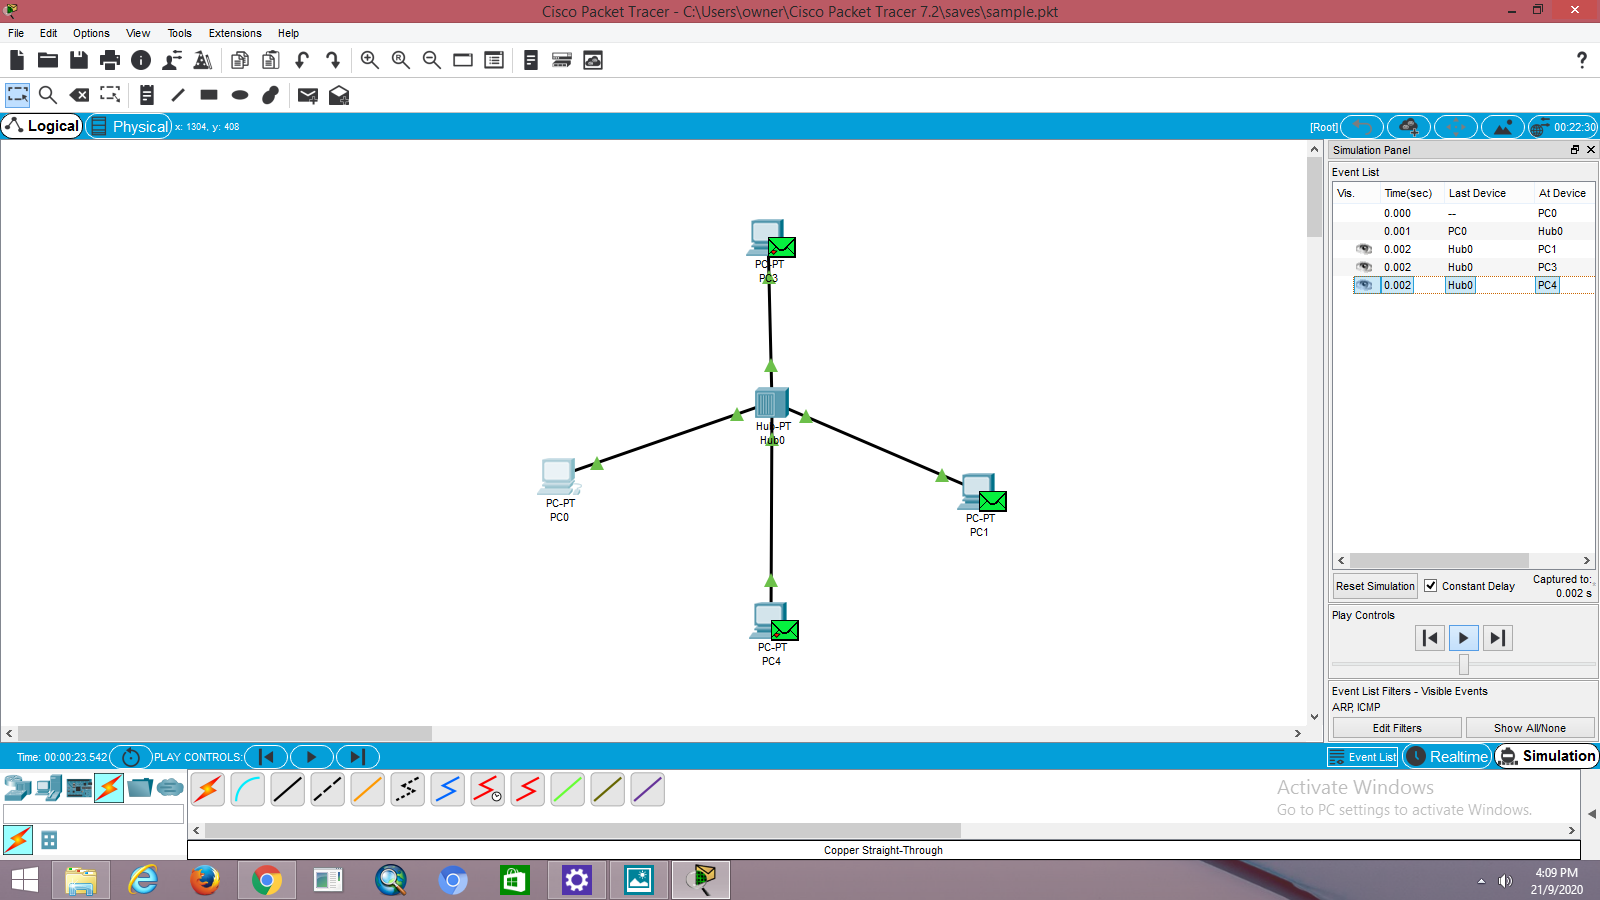 Cisco Packet Tracer - C:\Users\owner\Cisco Packet Tracer 7.2\saves\sample.pkt
File Edit Options View Tools Extensions Help
Logical Physical x: 1304, y: 408 [Root] 00:22:30
Simulation Panel
Event List
Vis. Time(sec) Last Device At Device
0.000 -- PC0
0.001 PC0 Hub0
0.002 Hub0 PC1
0.002 Hub0 PC3
0.002 Hub0 PC4
PC-PT
PC3
Hub-PT
Hub0
PC-PT
PC0
PC-PT
PC1
PC-PT
PC4
Reset Simulation Constant Delay Captured to:
0.002 s
Play Controls
Event List Filters - Visible Events
ARP, ICMP
Edit Filters Show All/None
Time: 00:00:23.542 PLAY CONTROLS: Event List Realtime Simulation
Activate Windows
Go to PC settings to activate Windows.
Copper Straight-Through
4:09 PM
21/9/2020